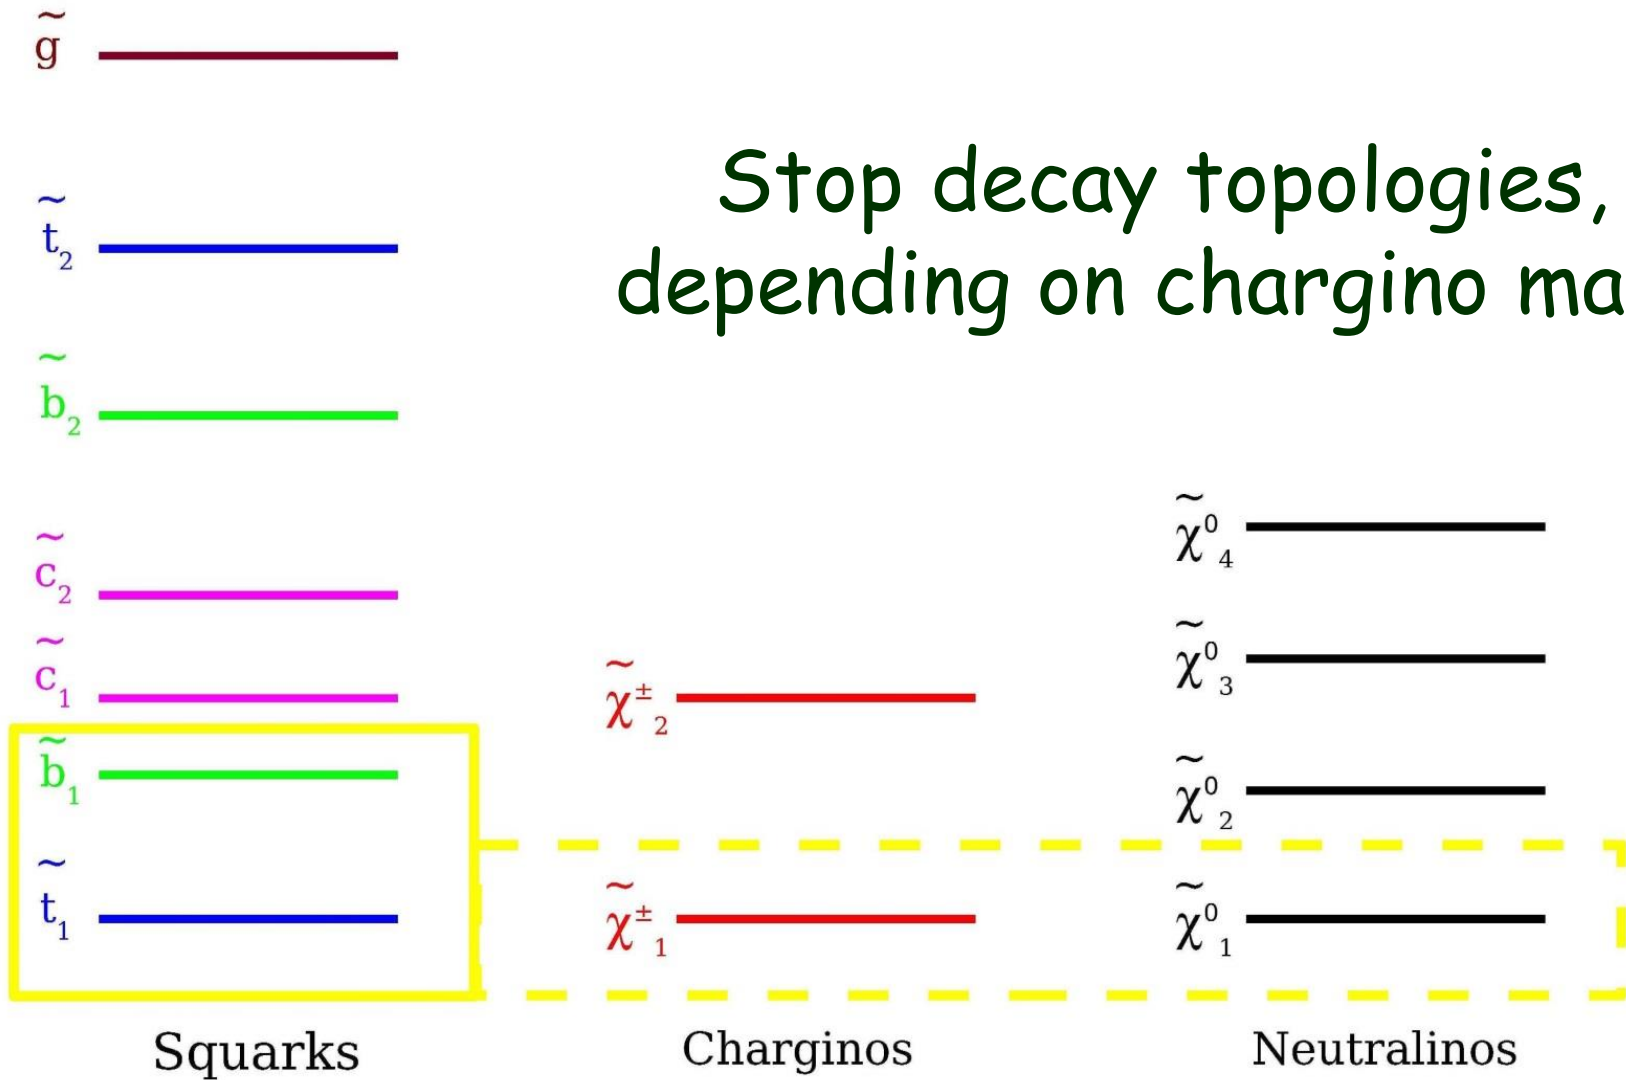 g̃
Stop decay topologies,
t̃₂
depending on chargino ma
b̃₂
c̃₂
c̃₁
b̃₁
t̃₁
χ̃±₂
χ̃±₁
χ̃⁰₄
χ̃⁰₃
χ̃⁰₂
χ̃⁰₁
Squarks
Charginos
Neutralinos